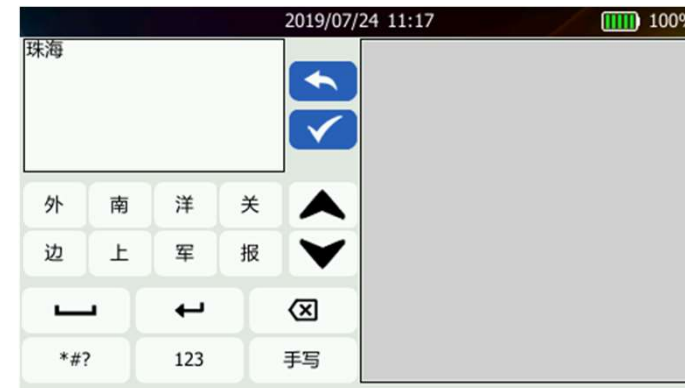 2019/07/24 11:17 100%
珠海
外 南 洋 关
边 上 军 报
*#? 123 手写